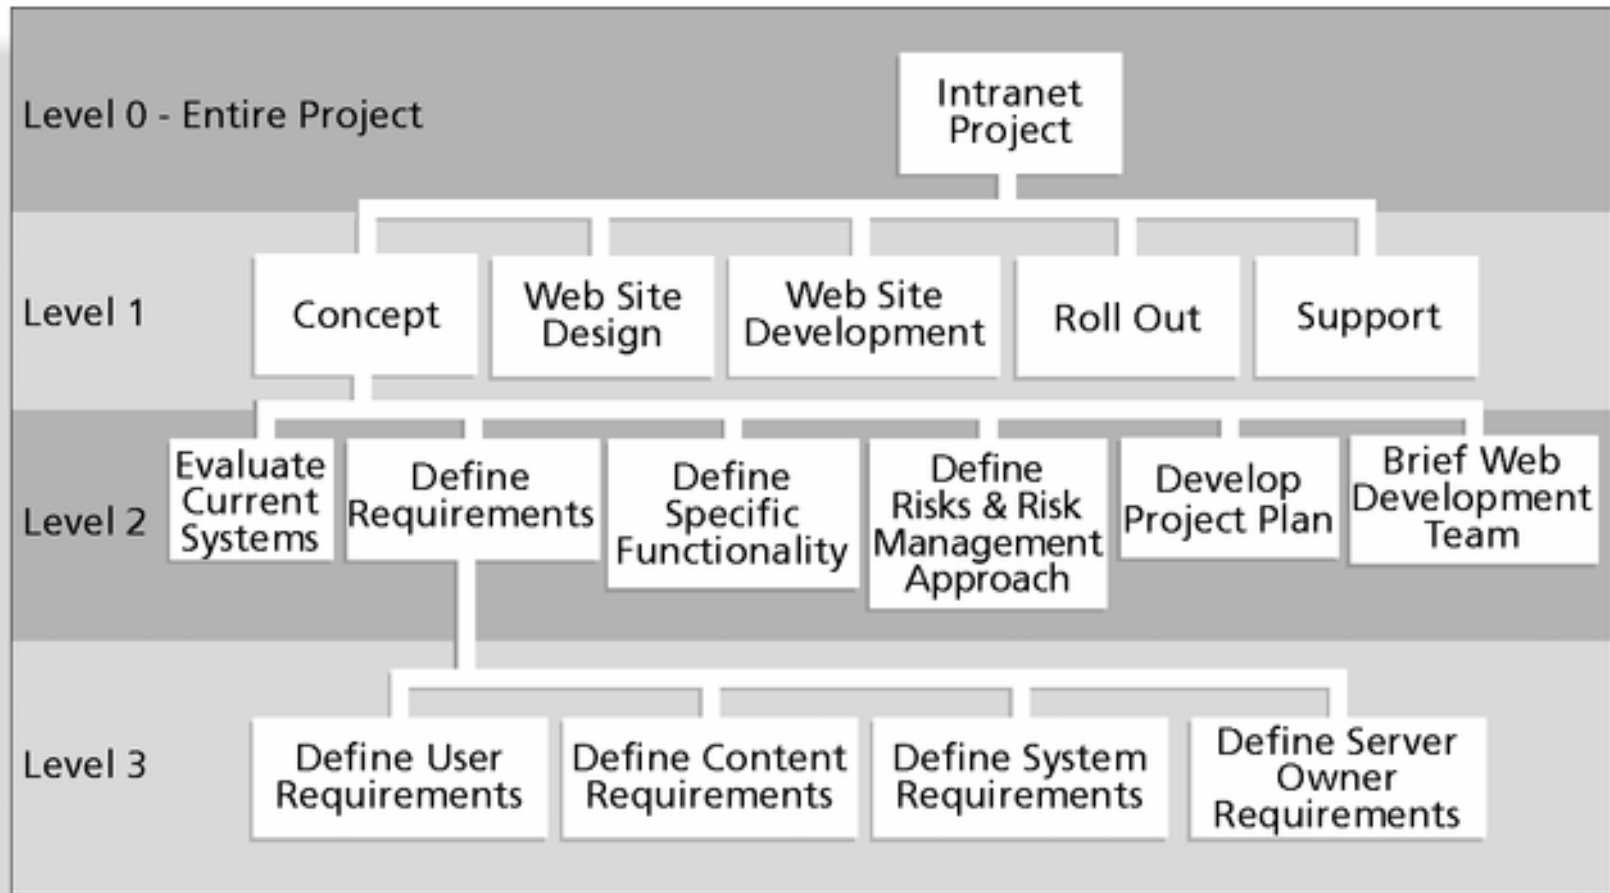 Level 0 - Entire Project
Intranet
Project
Level 1
Concept
Web Site
Design
Web Site
Development
Roll Out
Support
Level 2
Evaluate
Current
Systems
Define
Requirements
Define
Specific
Functionality
Define
Risks & Risk
Management
Approach
Develop
Project Plan
Brief Web
Development
Team
Level 3
Define User
Requirements
Define Content
Requirements
Define System
Requirements
Define Server
Owner
Requirements